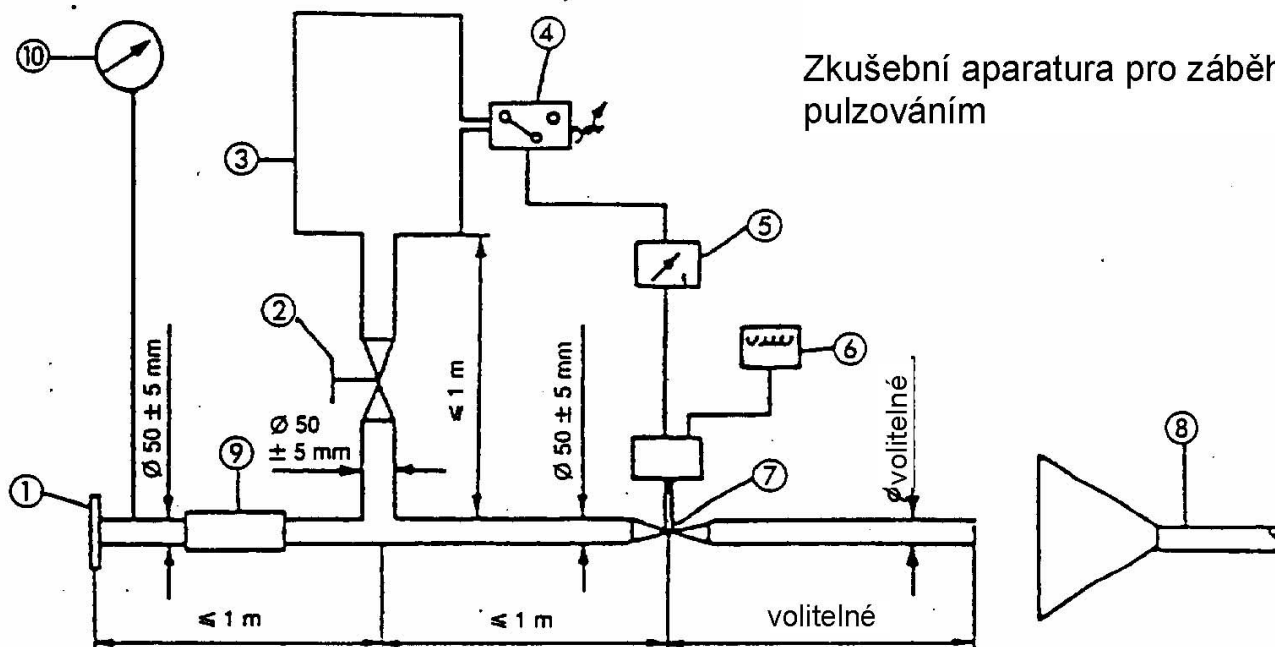 10
4
Zkušební aparatura pro záběh
pulzováním
3
5
2
6
Ø 50 ± 5 mm
Ø 50
± 5 mm
≤ 1 m
Ø 50 ± 5 mm
Øvolitelné
8
9
7
1
≤ 1 m
≤ 1 m
volitelné